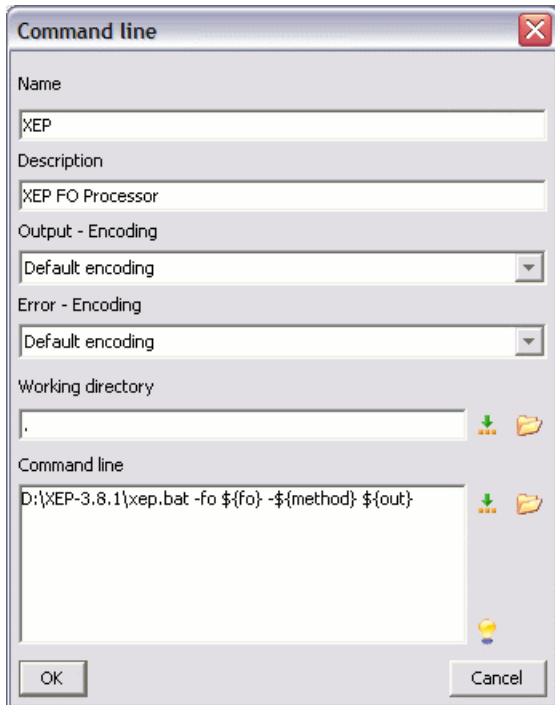 Command line
Name
XEP
Description
XEP FO Processor
Output - Encoding
Default encoding
Error - Encoding
Default encoding
Working directory
.
Command line
D:\XEP-3.8.1\xep.bat -fo ${fo} -${method} ${out}
OK
Cancel